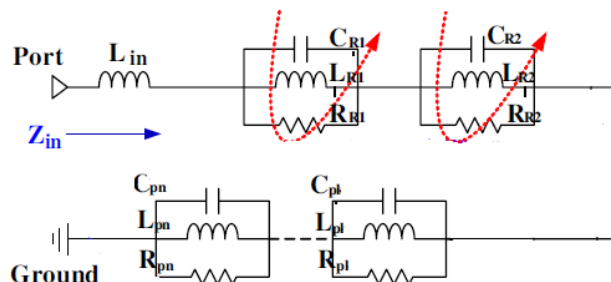 Port
L in
C R1
L R1
R R1
C R2
L R2
R R2
Z in
C pn
L pn
R pn
C pl
L pl
R pl
Ground